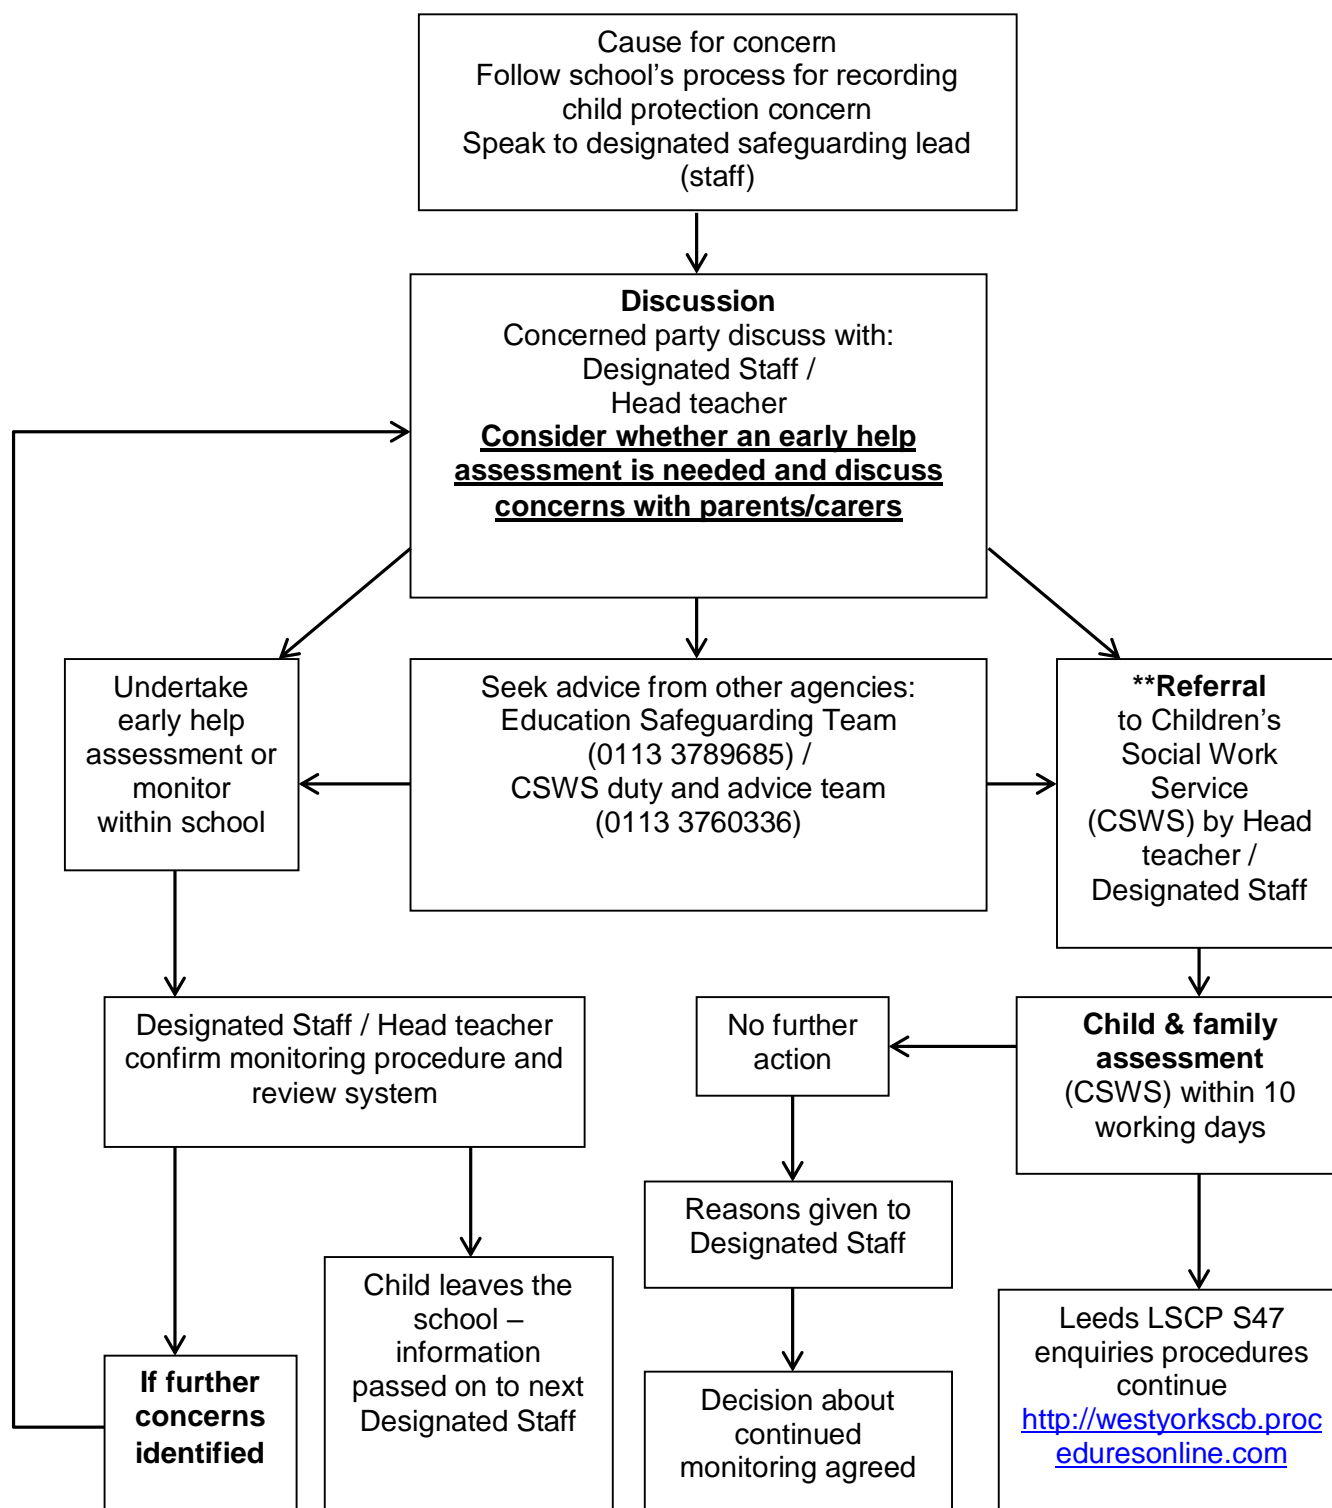 Cause for concern
Follow school’s process for recording
child protection concern
Speak to designated safeguarding lead
(staff)
Discussion
Concerned party discuss with:
Designated Staff /
Head teacher
Consider whether an early help
assessment is needed and discuss
concerns with parents/carers
Undertake
early help
assessment or
monitor
within school
Seek advice from other agencies:
Education Safeguarding Team
(0113 3789685) /
CSWS duty and advice team
(0113 3760336)
**Referral
to Children’s
Social Work
Service
(CSWS) by Head
teacher /
Designated Staff
Designated Staff / Head teacher
confirm monitoring procedure and
review system
No further
action
Child & family
assessment
(CSWS) within 10
working days
Reasons given to
Designated Staff
Child leaves the
school –
information
passed on to next
Designated Staff
Leeds LSCP S47
enquiries procedures
continue
http://westyorkscb.proc
eduresonline.com
If further
concerns
identified
Decision about
continued
monitoring agreed